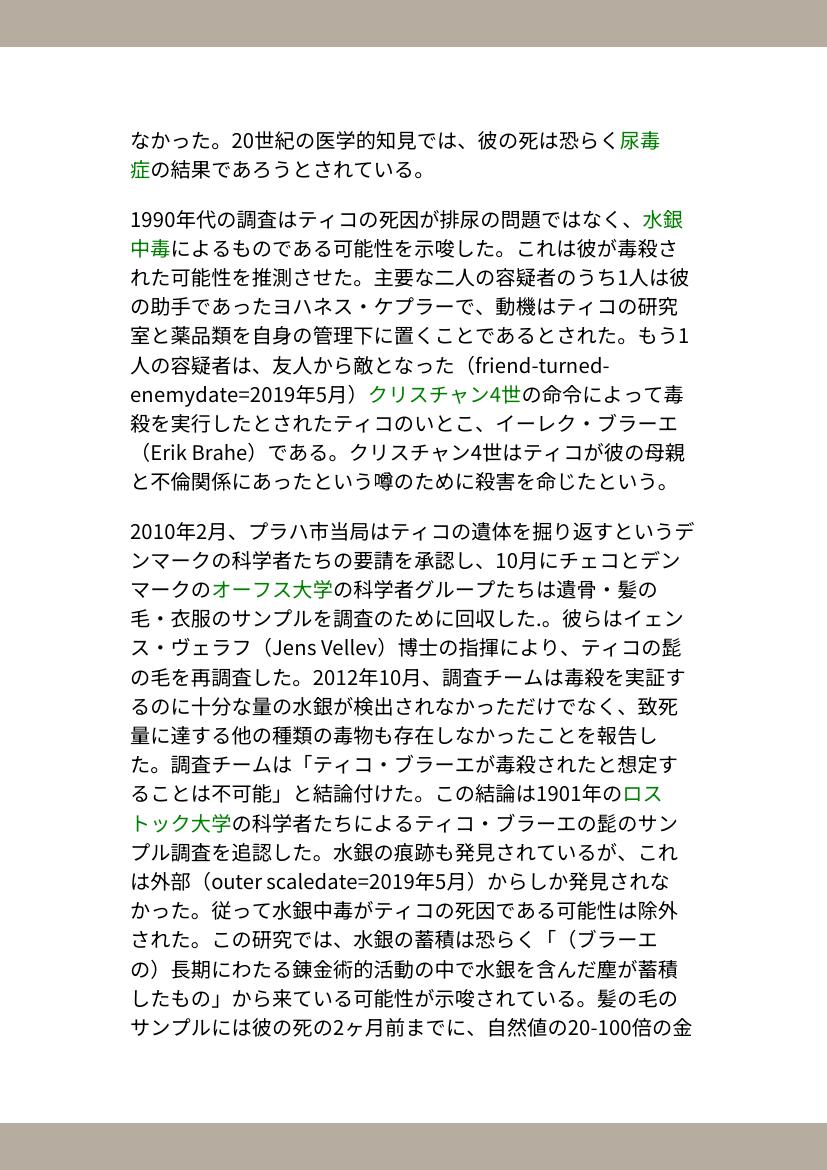 なかった。20世紀の医学的知見では、彼の死は恐らく尿毒
症の結果であろうとされている。
1990年代の調査はティコの死因が排尿の問題ではなく、水銀
中毒によるものである可能性を示唆した。これは彼が毒殺さ
れた可能性を推測させた。主要な二人の容疑者のうち1人は彼
の助手であったヨハネス・ケプラーで、動機はティコの研究
室と薬品類を自身の管理下に置くことであるとされた。もう1
人の容疑者は、友人から敵となった（friend-turned-
enemydate=2019年5月）クリスチャン4世の命令によって毒
殺を実行したとされたティコのいとこ、イーレク・ブラーエ
（Erik Brahe）である。クリスチャン4世はティコが彼の母親
と不倫関係にあったという噂のために殺害を命じたという。
2010年2月、プラハ市当局はティコの遺体を掘り返すというデ
ンマークの科学者たちの要請を承認し、10月にチェコとデン
マークのオーフス大学の科学者グループたちは遺骨・髪の
毛・衣服のサンプルを調査のために回収した.。彼らはイェン
ス・ヴェラフ（Jens Vellev）博士の指揮により、ティコの髭
の毛を再調査した。2012年10月、調査チームは毒殺を実証す
るのに十分な量の水銀が検出されなかっただけでなく、致死
量に達する他の種類の毒物も存在しなかったことを報告し
た。調査チームは「ティコ・ブラーエが毒殺されたと想定す
ることは不可能」と結論付けた。この結論は1901年のロス
トック大学の科学者たちによるティコ・ブラーエの髭のサン
プル調査を追認した。水銀の痕跡も発見されているが、これ
は外部（outer scaledate=2019年5月）からしか発見されな
かった。従って水銀中毒がティコの死因である可能性は除外
された。この研究では、水銀の蓄積は恐らく「（ブラーエ
の）長期にわたる錬金術的活動の中で水銀を含んだ塵が蓄積
したもの」から来ている可能性が示唆されている。髪の毛の
サンプルには彼の死の2ヶ月前までに、自然値の20-100倍の金